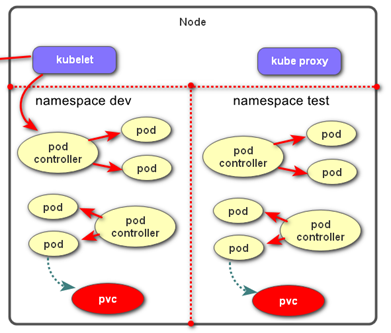 Node
kubelet
kube proxy
namespace dev
namespace test
pod
pod
controller
pod
pod
pod
controller
pod
pod
pod
controller
pod
pvc
pod
pod
controller
pod
pvc